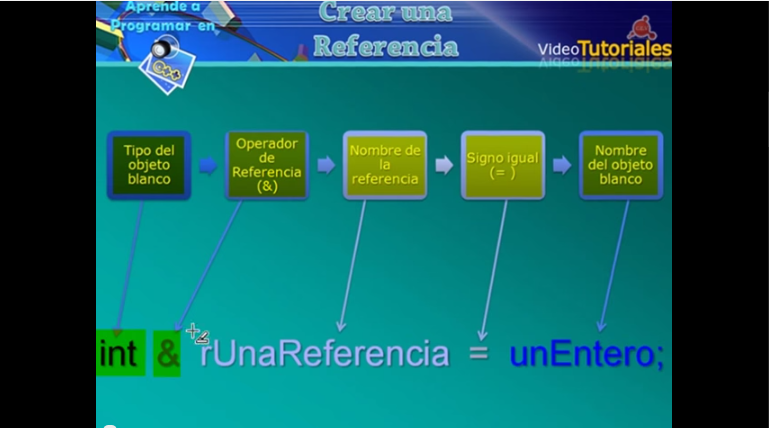 Aprende a
Programar en
C++
Crear una
Referencia
VideoTutoriales
Tipo del
objeto
blanco
Operador
de
Referencia
(&)
Nombre de
la
referencia
Signo igual
(= )
Nombre
del objeto
blanco
int & rUnaReferencia = unEntero;